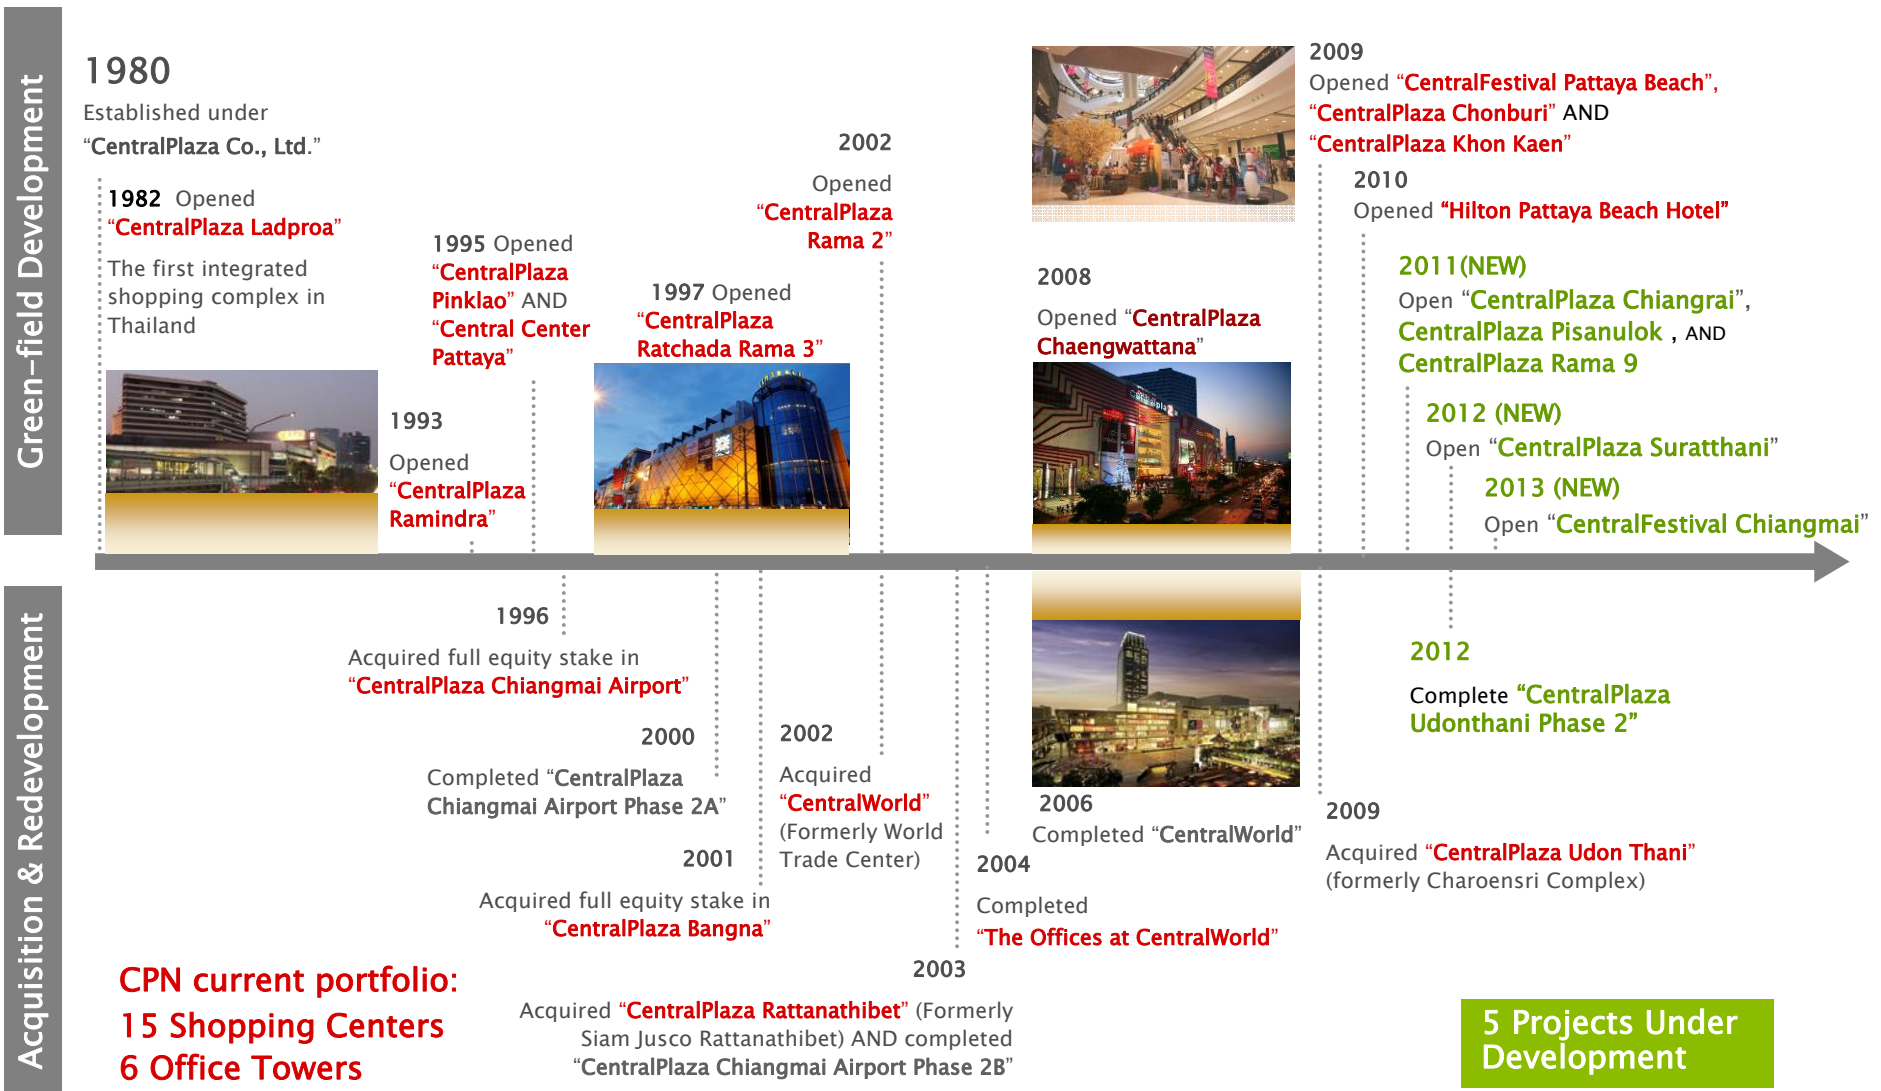 Green-field Development
1980
Established under
“CentralPlaza Co., Ltd.”
1982 Opened
“CentralPlaza Ladproa”
The first integrated
shopping complex in
Thailand
1993
Opened
“CentralPlaza
Ramindra”
1995 Opened
“CentralPlaza
Pinklao” AND
“Central Center
Pattaya”
1997 Opened
“CentralPlaza
Ratchada Rama 3”
2002
Opened
“CentralPlaza
Rama 2”
2008
Opened “CentralPlaza
Chaengwattana”
2009
Opened “CentralFestival Pattaya Beach”,
“CentralPlaza Chonburi” AND
“CentralPlaza Khon Kaen”
2010
Opened “Hilton Pattaya Beach Hotel”
2011(NEW)
Open “CentralPlaza Chiangrai”,
CentralPlaza Pisanulok , AND
CentralPlaza Rama 9
2012 (NEW)
Open “CentralPlaza Suratthani”
2013 (NEW)
Open “CentralFestival Chiangmai”
Acquisition & Redevelopment
1996
Acquired full equity stake in
“CentralPlaza Chiangmai Airport”
2000
Completed “CentralPlaza
Chiangmai Airport Phase 2A”
2001
Acquired full equity stake in
“CentralPlaza Bangna”
2002
Acquired
“CentralWorld”
(Formerly World
Trade Center)
2003
Acquired “CentralPlaza Rattanathibet” (Formerly
Siam Jusco Rattanathibet) AND completed
“CentralPlaza Chiangmai Airport Phase 2B”
2004
Completed
“The Offices at CentralWorld”
2006
Completed “CentralWorld”
2009
Acquired “CentralPlaza Udon Thani”
(formerly Charoensri Complex)
2012
Complete “CentralPlaza
Udonthani Phase 2”
CPN current portfolio:
15 Shopping Centers
6 Office Towers
5 Projects Under
Development